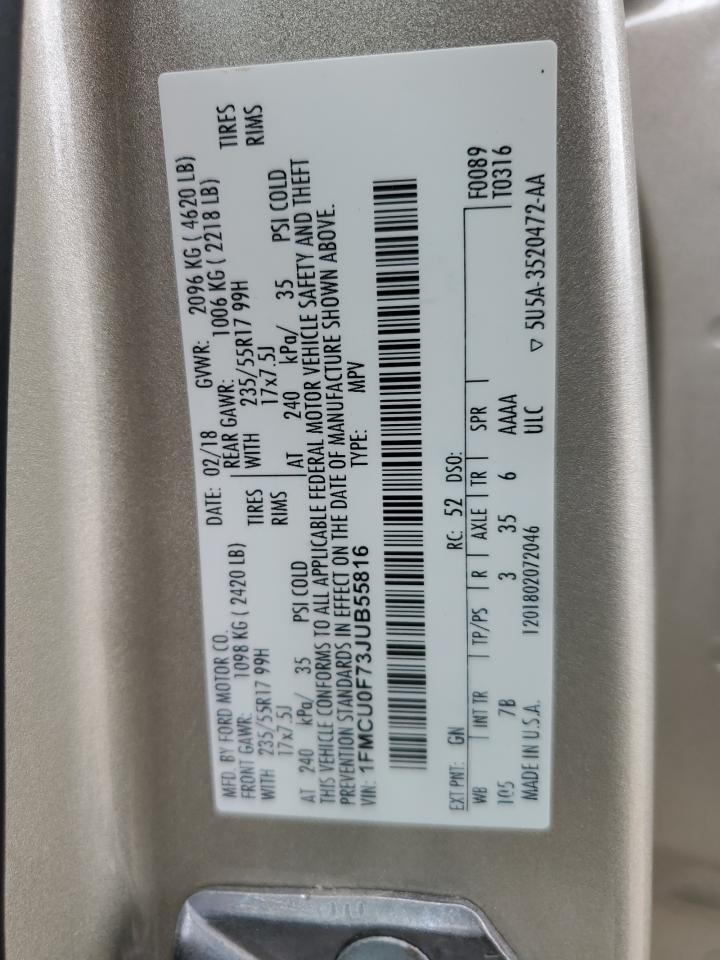 MFD. BY FORD MOTOR CO. DATE: 02/18 GVWR: 2096 KG ( 4620 LB)
FRONT GAWR: 1098 KG ( 2420 LB) REAR GAWR: 1006 KG ( 2218 LB)
WITH 235/55R17 99H TIRES WITH 235/55R17 99H TIRES
17x7.5J RIMS 17x7.5J RIMS
AT 240 kPa/ 35 PSI COLD AT 240 kPa/ 35 PSI COLD
THIS VEHICLE CONFORMS TO ALL APPLICABLE FEDERAL MOTOR VEHICLE SAFETY AND THEFT
PREVENTION STANDARDS IN EFFECT ON THE DATE OF MANUFACTURE SHOWN ABOVE.
VIN: 1FMCU0F73JUB55816 TYPE: MPV
EXT PNT: GN RC: 52 DSO: F0089
WB INT TR TP/PS R AXLE TR SPR T0316
105 7B 3 35 6 AAAA
MADE IN U.S.A. 1201802072046 ULC ▽ 5U5A-3520472-AA